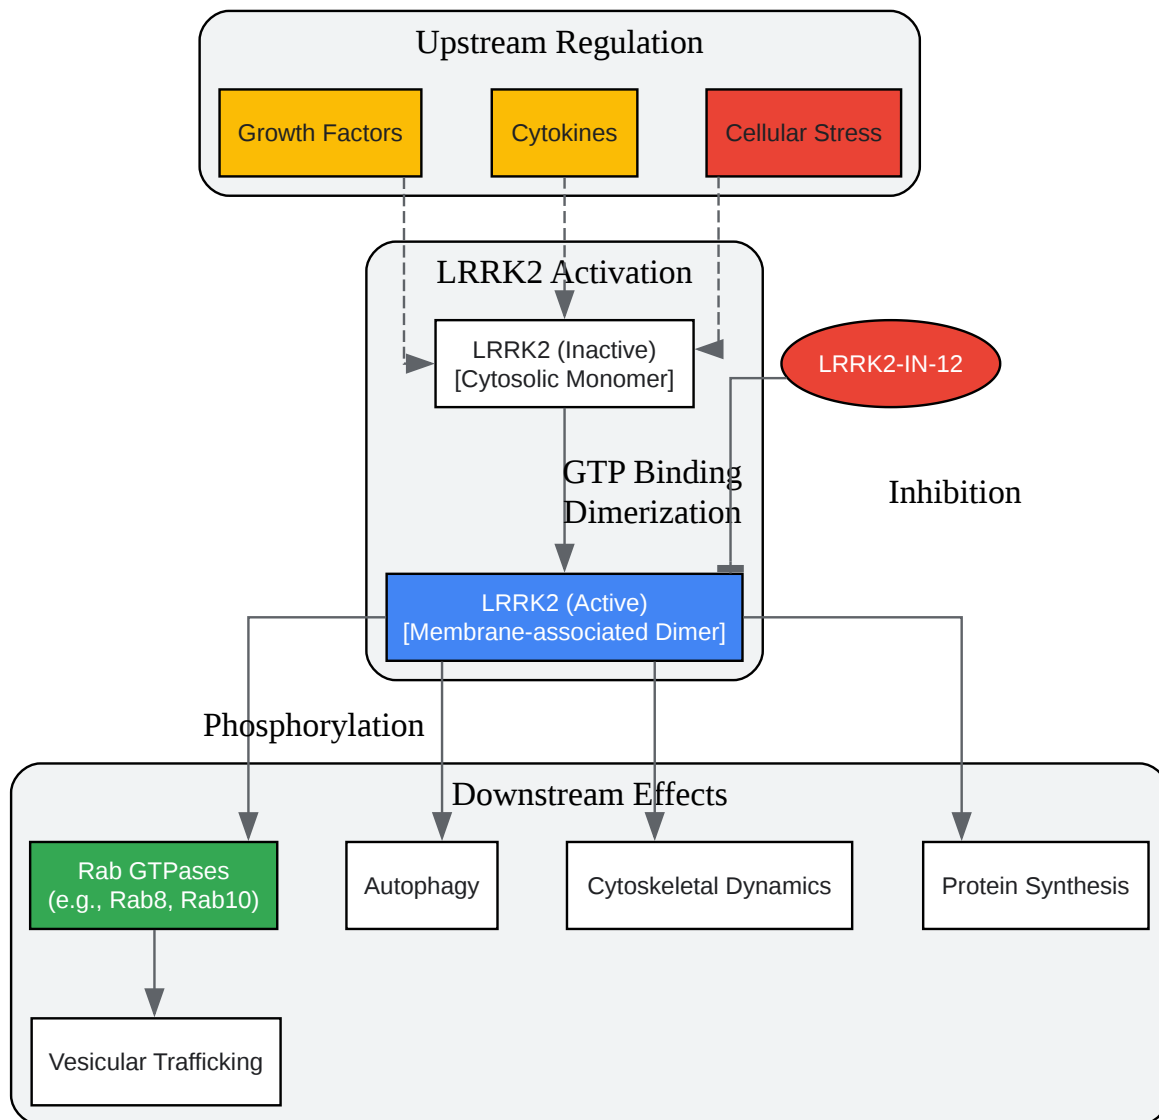 Upstream Regulation
Growth Factors
Cytokines
Cellular Stress
LRRK2 Activation
LRRK2 (Inactive)
[Cytosolic Monomer]
LRRK2-IN-12
GTP Binding
Dimerization
Inhibition
LRRK2 (Active)
[Membrane-associated Dimer]
Phosphorylation
Downstream Effects
Rab GTPases
(e.g., Rab8, Rab10)
Autophagy
Cytoskeletal Dynamics
Protein Synthesis
Vesicular Trafficking